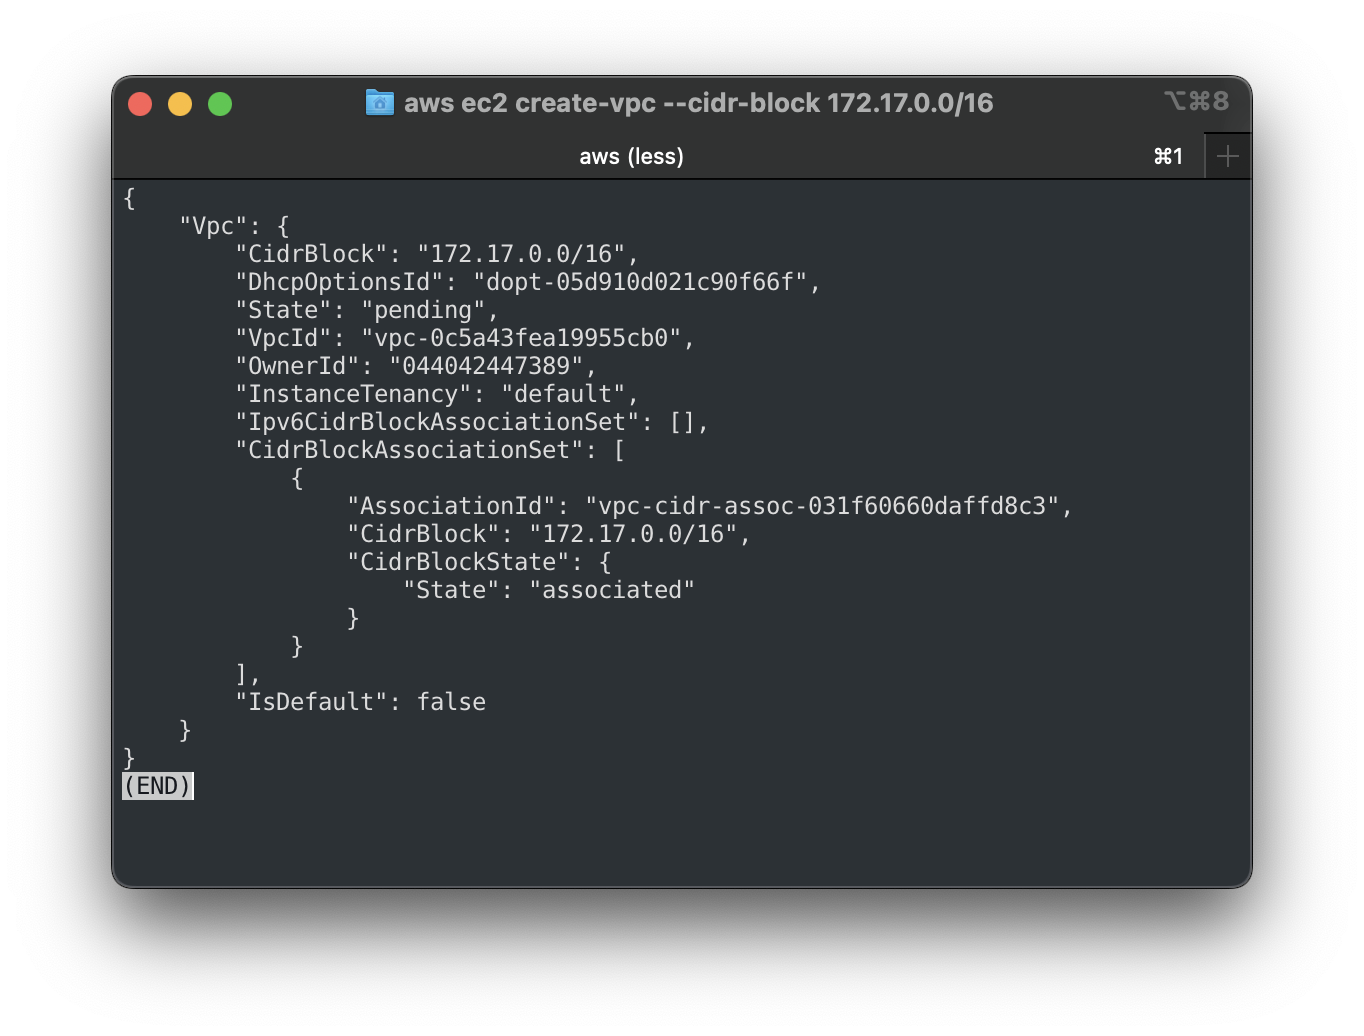 aws ec2 create-vpc --cidr-block 172.17.0.0/16 ⌥⌘8
aws (less) ⌘1 +
{
    "Vpc": {
        "CidrBlock": "172.17.0.0/16",
        "DhcpOptionsId": "dopt-05d910d021c90f66f",
        "State": "pending",
        "VpcId": "vpc-0c5a43fea19955cb0",
        "OwnerId": "044042447389",
        "InstanceTenancy": "default",
        "Ipv6CidrBlockAssociationSet": [],
        "CidrBlockAssociationSet": [
            {
                "AssociationId": "vpc-cidr-assoc-031f60660daffd8c3",
                "CidrBlock": "172.17.0.0/16",
                "CidrBlockState": {
                    "State": "associated"
                }
            }
        ],
        "IsDefault": false
    }
}
(END)